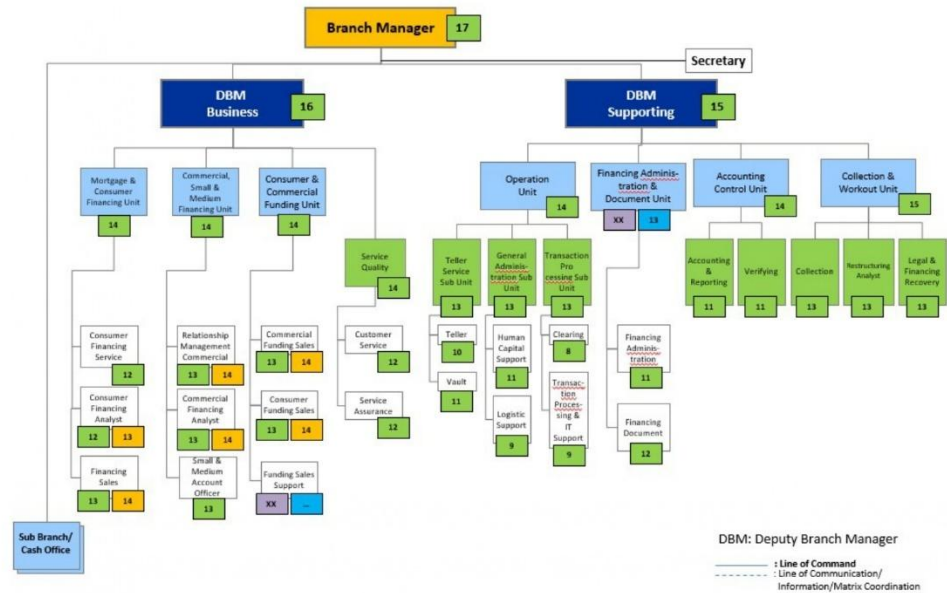 Branch Manager
17
Secretary
DBM
Business
16
DBM
Supporting
15
Mortgage &
Consumer
Financing Unit
14
Commercial,
Small &
Medium
Financing Unit
14
Consumer &
Commercial
Funding Unit
14
Service
Quality
14
Operation
Unit
14
Financing Adminis-
tration &
Document Unit
XX
13
Accounting
Control Unit
14
Collection &
Workout Unit
15
Teller
Service
Sub Unit
13
General
Adminis-
tration Sub
Unit
13
Transaction
Pro
cessing Sub
Unit
13
Accounting
&
Reporting
11
Verifying
11
Collection
13
Restructuring
Analyst
13
Legal &
Financing
Recovery
13
Consumer
Financing
Service
12
Consumer
Financing
Analyst
12
13
Financing
Sales
13
14
Relationship
Management
Commercial
13
14
Commercial
Financing
Analyst
13
14
Small &
Medium
Account
Officer
13
Commercial
Funding Sales
13
14
Consumer
Funding Sales
13
14
Funding Sales
Support
XX
...
Customer
Service
12
Service
Assurance
12
Teller
10
Vault
11
Human
Capital
Support
11
Logistic
Support
9
Clearing
8
Transac-
tion
Proces-
sing &
IT
Support
9
Financing
Adminis-
tration
11
Financing
Document
12
Sub Branch/
Cash Office
DBM: Deputy Branch Manager
: Line of Command
: Line of Communication/
Information/Matrix Coordination